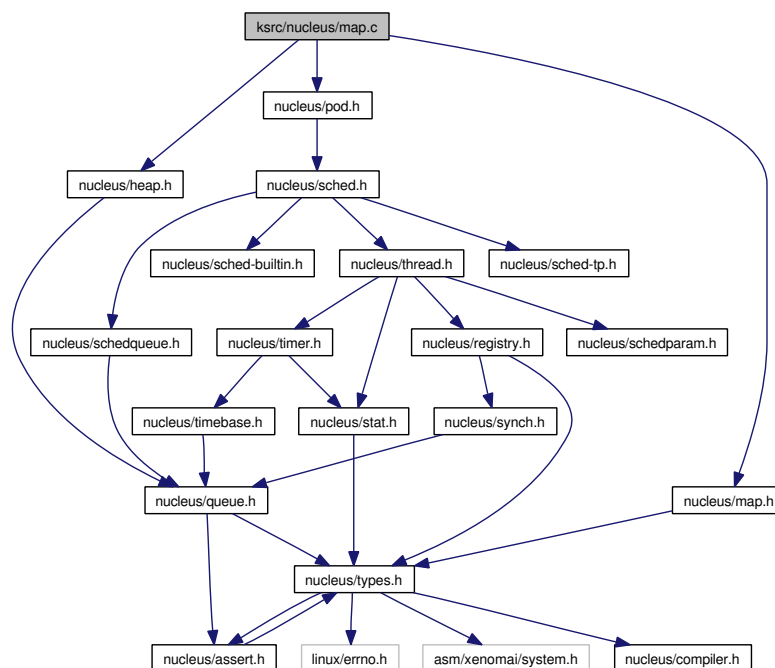 ksrc/nucleus/map.c
nucleus/pod.h
nucleus/heap.h
nucleus/sched.h
nucleus/sched-builtin.h
nucleus/thread.h
nucleus/sched-tp.h
nucleus/schedqueue.h
nucleus/timer.h
nucleus/registry.h
nucleus/schedparam.h
nucleus/timebase.h
nucleus/stat.h
nucleus/synch.h
nucleus/queue.h
nucleus/map.h
nucleus/types.h
nucleus/assert.h
linux/errno.h
asm/xenomai/system.h
nucleus/compiler.h